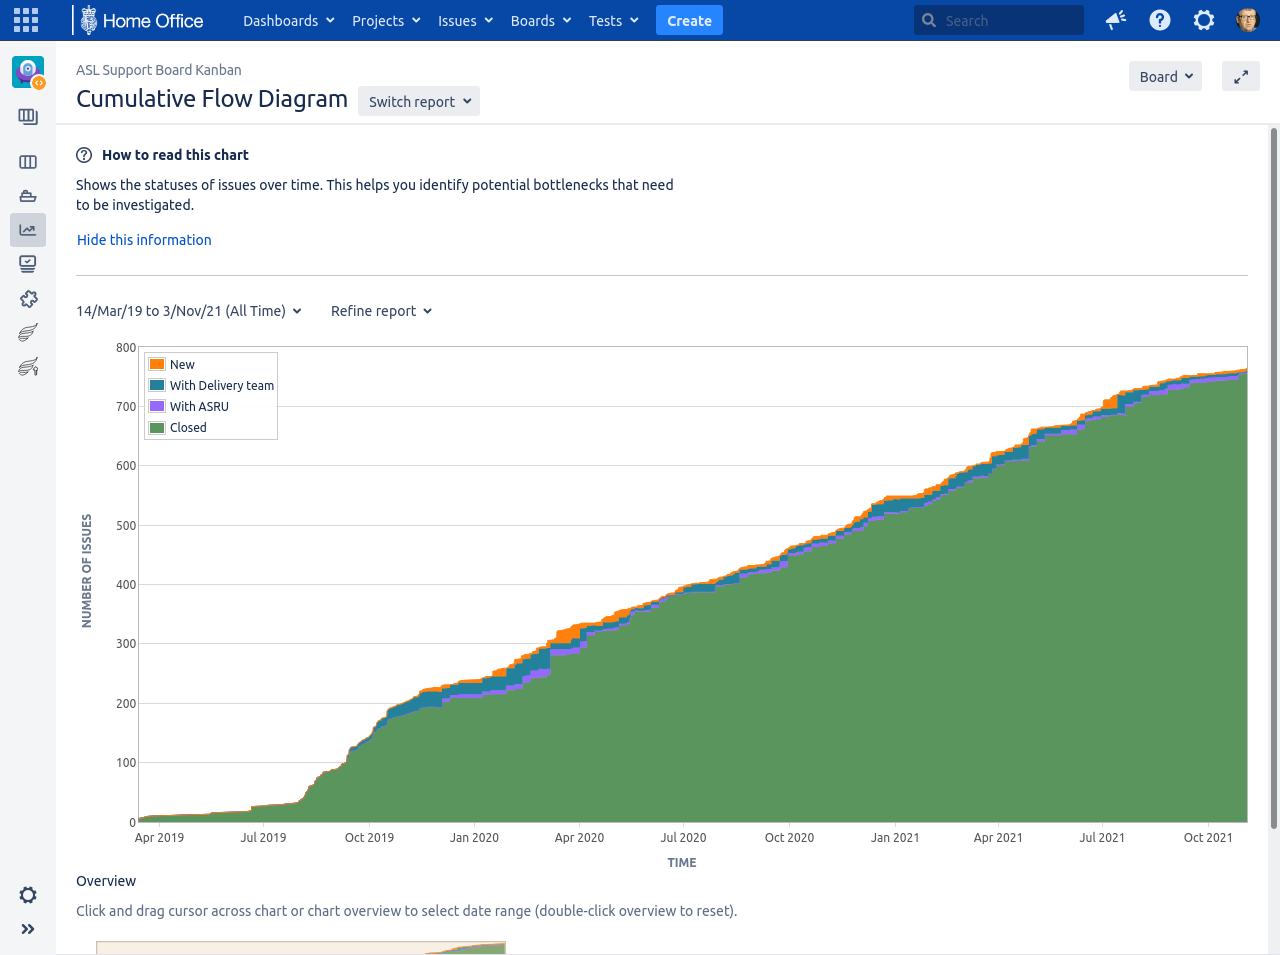 Home Office
Dashboards Projects Issues Boards Tests Create Search
ASL Support Board Kanban
Cumulative Flow Diagram Switch report Board
How to read this chart
Shows the statuses of issues over time. This helps you identify potential bottlenecks that need
to be investigated.
Hide this information
14/Mar/19 to 3/Nov/21 (All Time) Refine report
New
With Delivery team
With ASRU
Closed
800
700
600
500
400
300
200
100
0
NUMBER OF ISSUES
Apr 2019 Jul 2019 Oct 2019 Jan 2020 Apr 2020 Jul 2020 Oct 2020 Jan 2021 Apr 2021 Jul 2021 Oct 2021
TIME
Overview
Click and drag cursor across chart or chart overview to select date range (double-click overview to reset).